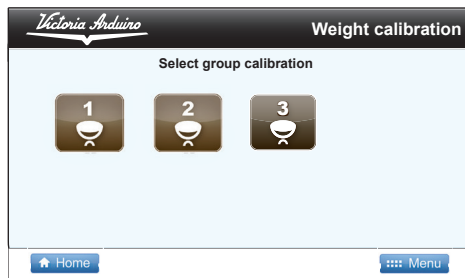 Victoria Arduino
Weight calibration
Select group calibration
1 2 3
Home
Menu